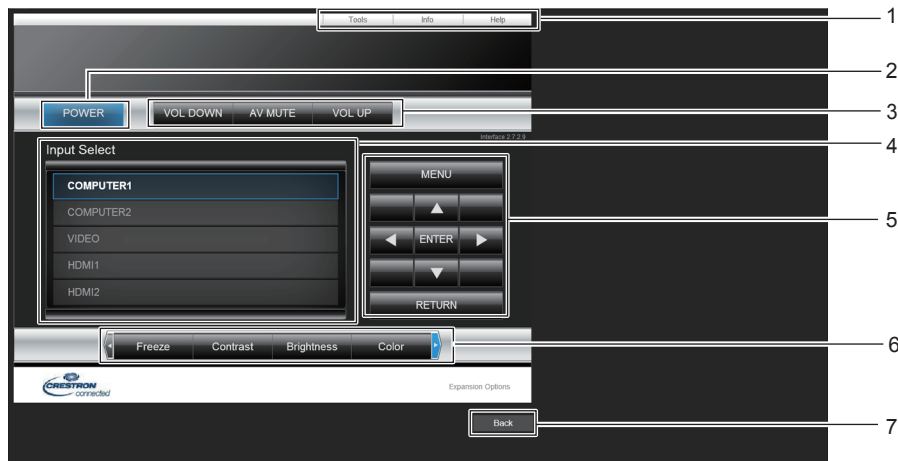 Tools Info Help 1
2
POWER VOL DOWN AV MUTE VOL UP 3
Interface 2.7.2.9
4
Input Select
MENU
COMPUTER1
COMPUTER2
5
VIDEO ENTER
HDMI1
HDMI2
RETURN
Freeze Contrast Brightness Color 6
CRESTRON connected Expansion Options
Back 7